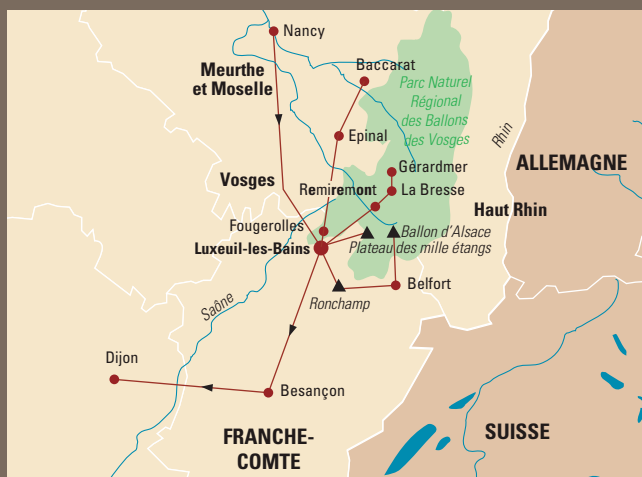 Nancy
Meurthe
et Moselle
Baccarat
Parc Naturel
Régional
des Ballons
des Vosges
Epinal
Rhin
ALLEMAGNE
Gérardmer
Vosges
Remiremont
La Bresse
Haut Rhin
Fougerolles
Ballon d'Alsace
Luxeuil-les-Bains
Plateau des mille étangs
Belfort
Ronchamp
Saône
Dijon
Besançon
FRANCHE-
COMTE
SUISSE